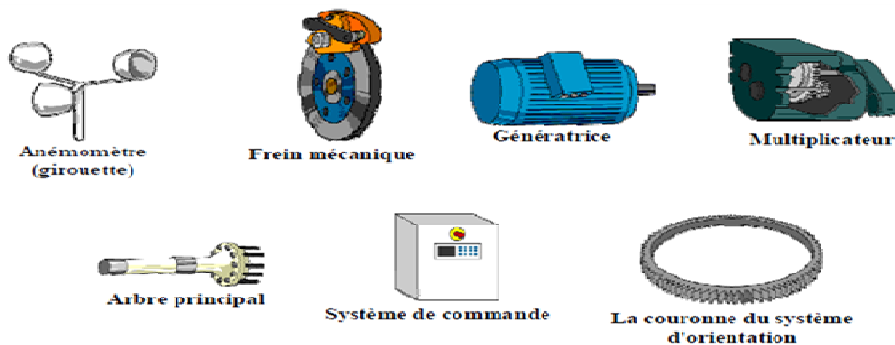 Anémomètre
(girouette)
Frein mécanique
Génératrice
Multiplicateur
Arbre principal
Système de commande
La couronne du système
d'orientation